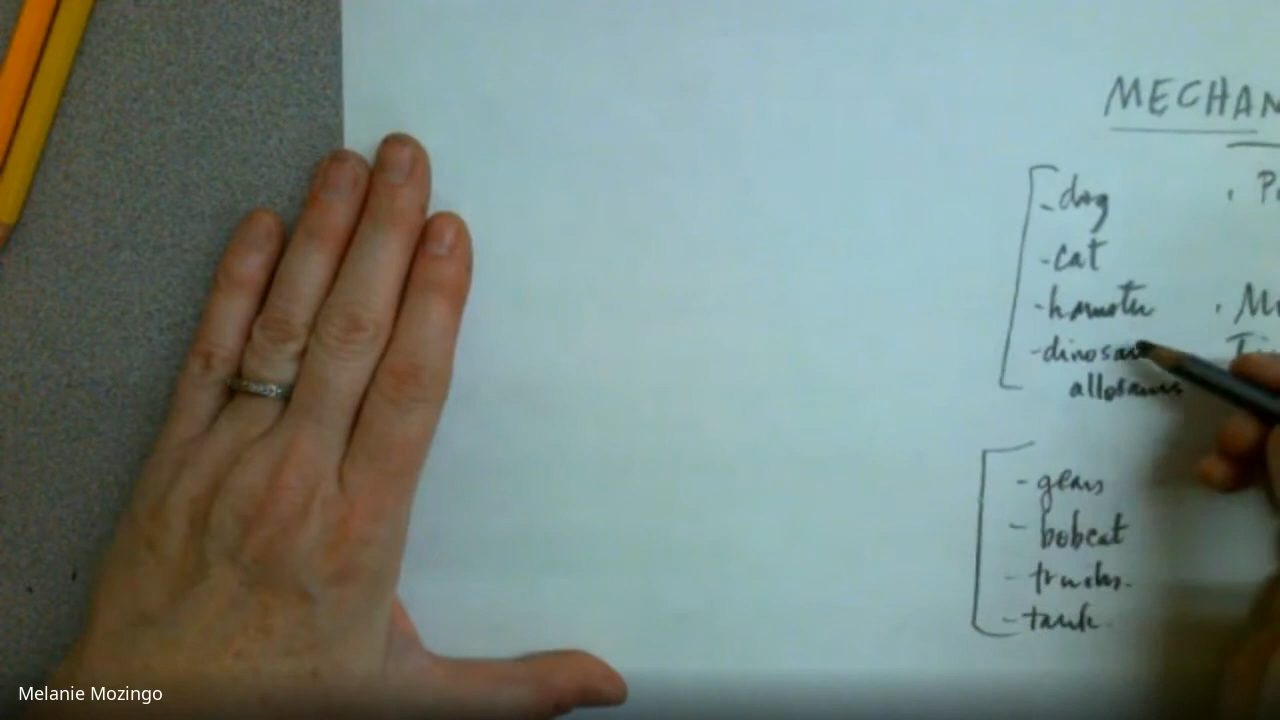 MECHAN
- dog
- cat
- hamster
- dinosaur
allosaurus
- gears
- bobcat
- trucks.
- tank
Melanie Mozingo